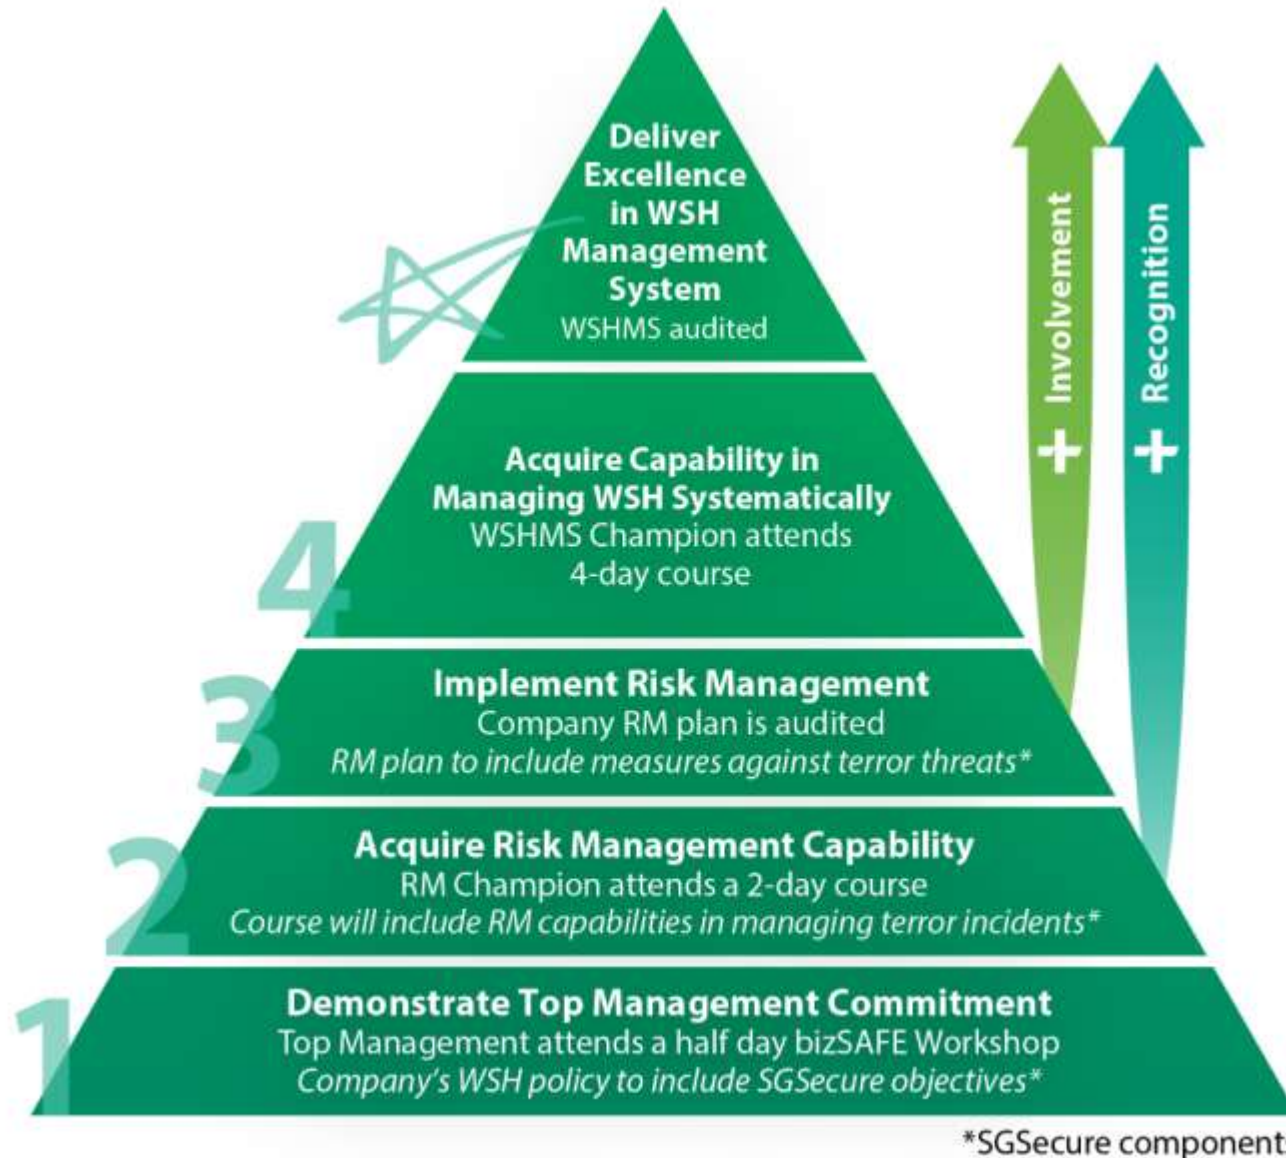 Deliver
Excellence
in WSH
Management
System
WSHMS audited
+ Involvement
+ Recognition
4
Acquire Capability in
Managing WSH Systematically
WSHMS Champion attends
4-day course
3
Implement Risk Management
Company RM plan is audited
RM plan to include measures against terror threats*
2
Acquire Risk Management Capability
RM Champion attends a 2-day course
Course will include RM capabilities in managing terror incidents*
1
Demonstrate Top Management Commitment
Top Management attends a half day bizSAFE Workshop
Company's WSH policy to include SGSecure objectives*
*SGSecure component